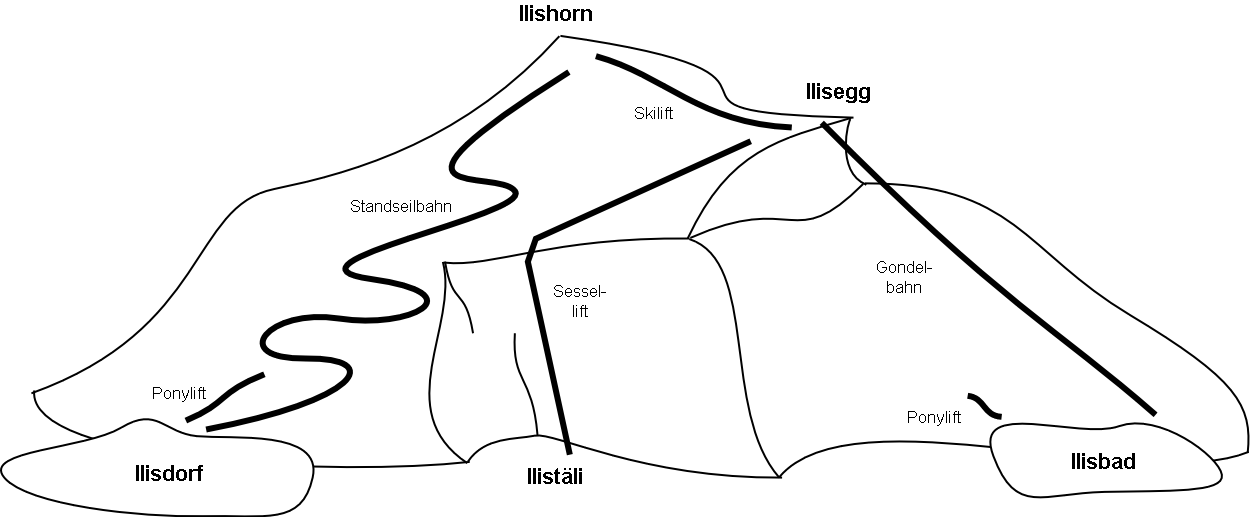 Ilishorn
Ilisegg
Skilift
Standseilbahn
Gondel-
bahn
Sessel-
lift
Ponylift
Ponylift
Ilisdorf
Ilistäli
Ilisbad